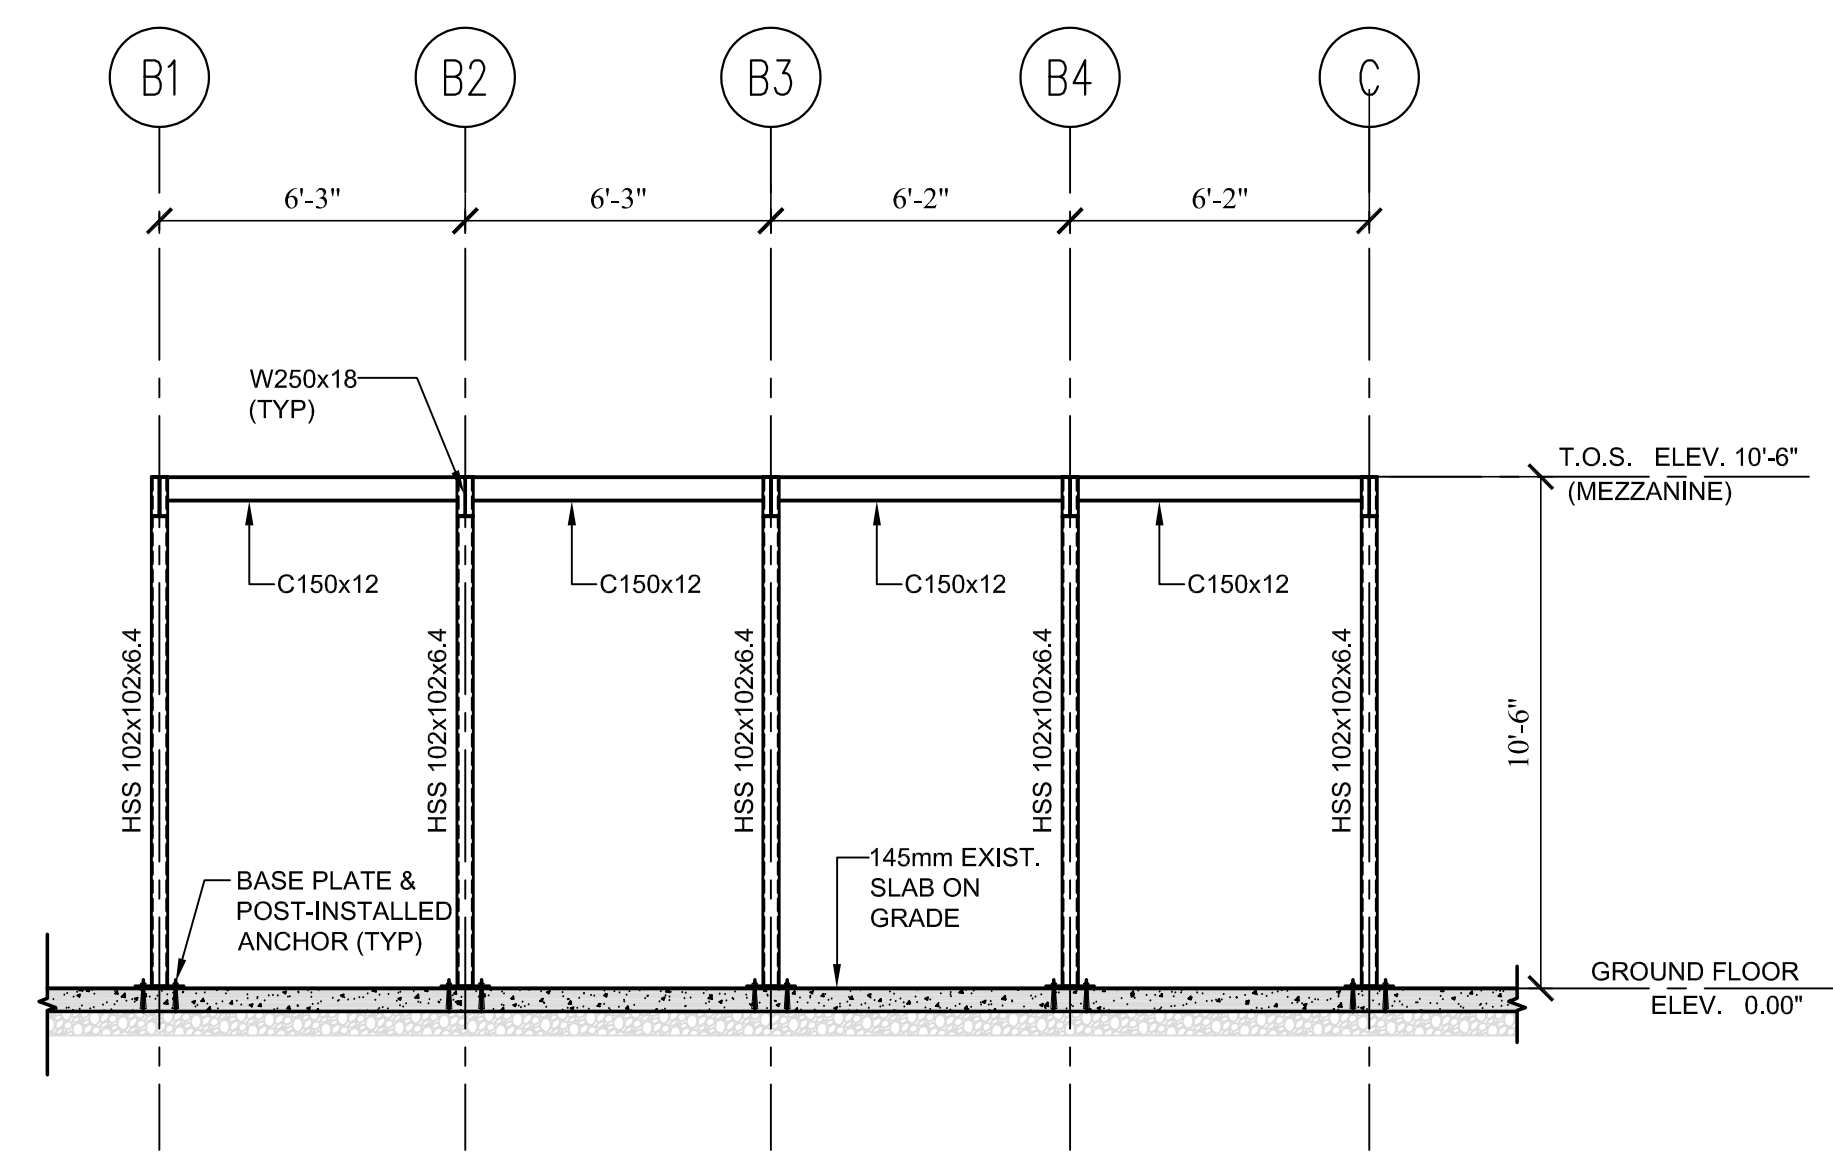 B1
B2
B3
B4
C
6'-3"
6'-3"
6'-2"
6'-2"
W250x18
(TYP)
T.O.S. ELEV. 10'-6"
(MEZZANINE)
C150x12
C150x12
C150x12
C150x12
HSS 102x102x6.4
HSS 102x102x6.4
HSS 102x102x6.4
HSS 102x102x6.4
HSS 102x102x6.4
10'-6"
BASE PLATE &
POST-INSTALLED
ANCHOR (TYP)
145mm EXIST.
SLAB ON
GRADE
GROUND FLOOR
ELEV. 0.00"